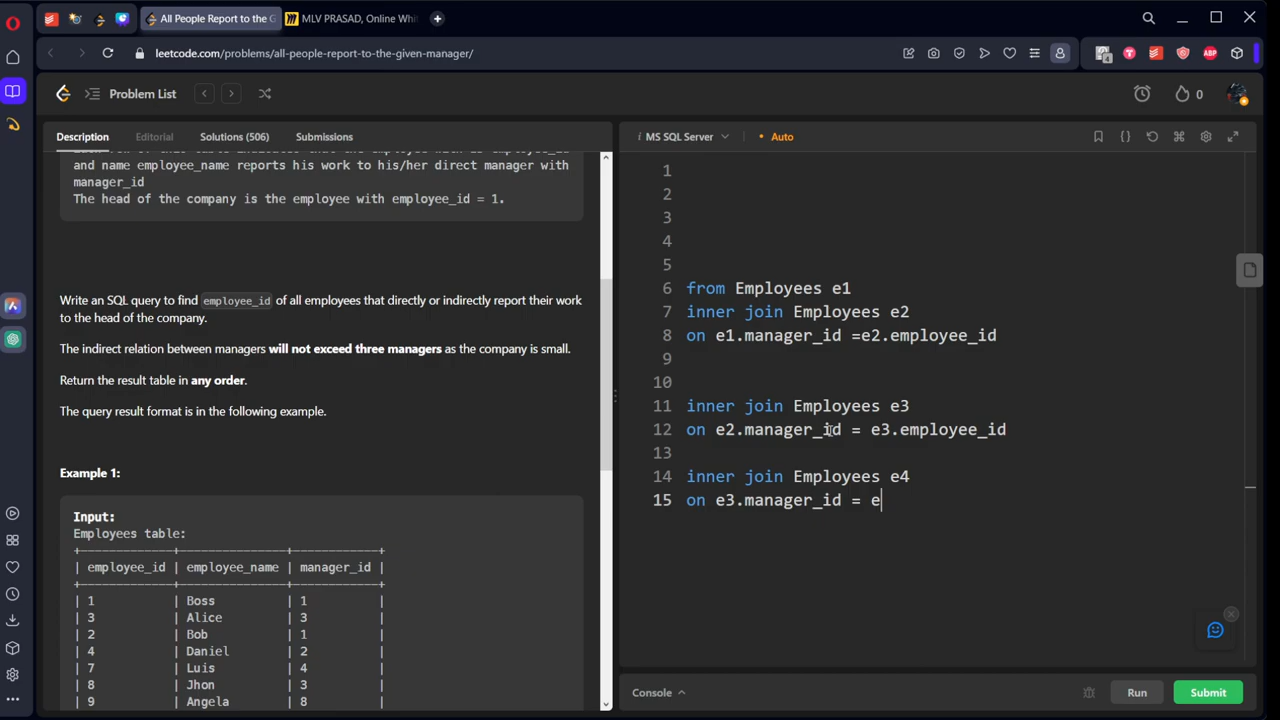 All People Report to the G
MLV PRASAD, Online Whi
leetcode.com/problems/all-people-report-to-the-given-manager/
4
ABP
Problem List
0
Description
Editorial
Solutions (506)
Submissions
and name employee_name reports his work to his/her direct manager with
manager_id
The head of the company is the employee with employee_id = 1.
Write an SQL query to find employee_id of all employees that directly or indirectly report their work
to the head of the company.
The indirect relation between managers will not exceed three managers as the company is small.
Return the result table in any order.
The query result format is in the following example.
Example 1:
Input:
Employees table:
+-------------+---------------+------------+
| employee_id | employee_name | manager_id |
+-------------+---------------+------------+
| 1 | Boss | 1 |
| 3 | Alice | 3 |
| 2 | Bob | 1 |
| 4 | Daniel | 2 |
| 7 | Luis | 4 |
| 8 | Jhon | 3 |
| 9 | Angela | 8 |
MS SQL Server
Auto
1
2
3
4
5
6 from Employees e1
7 inner join Employees e2
8 on e1.manager_id =e2.employee_id
9
10
11 inner join Employees e3
12 on e2.manager_id = e3.employee_id
13
14 inner join Employees e4
15 on e3.manager_id = e
Console
Run
Submit